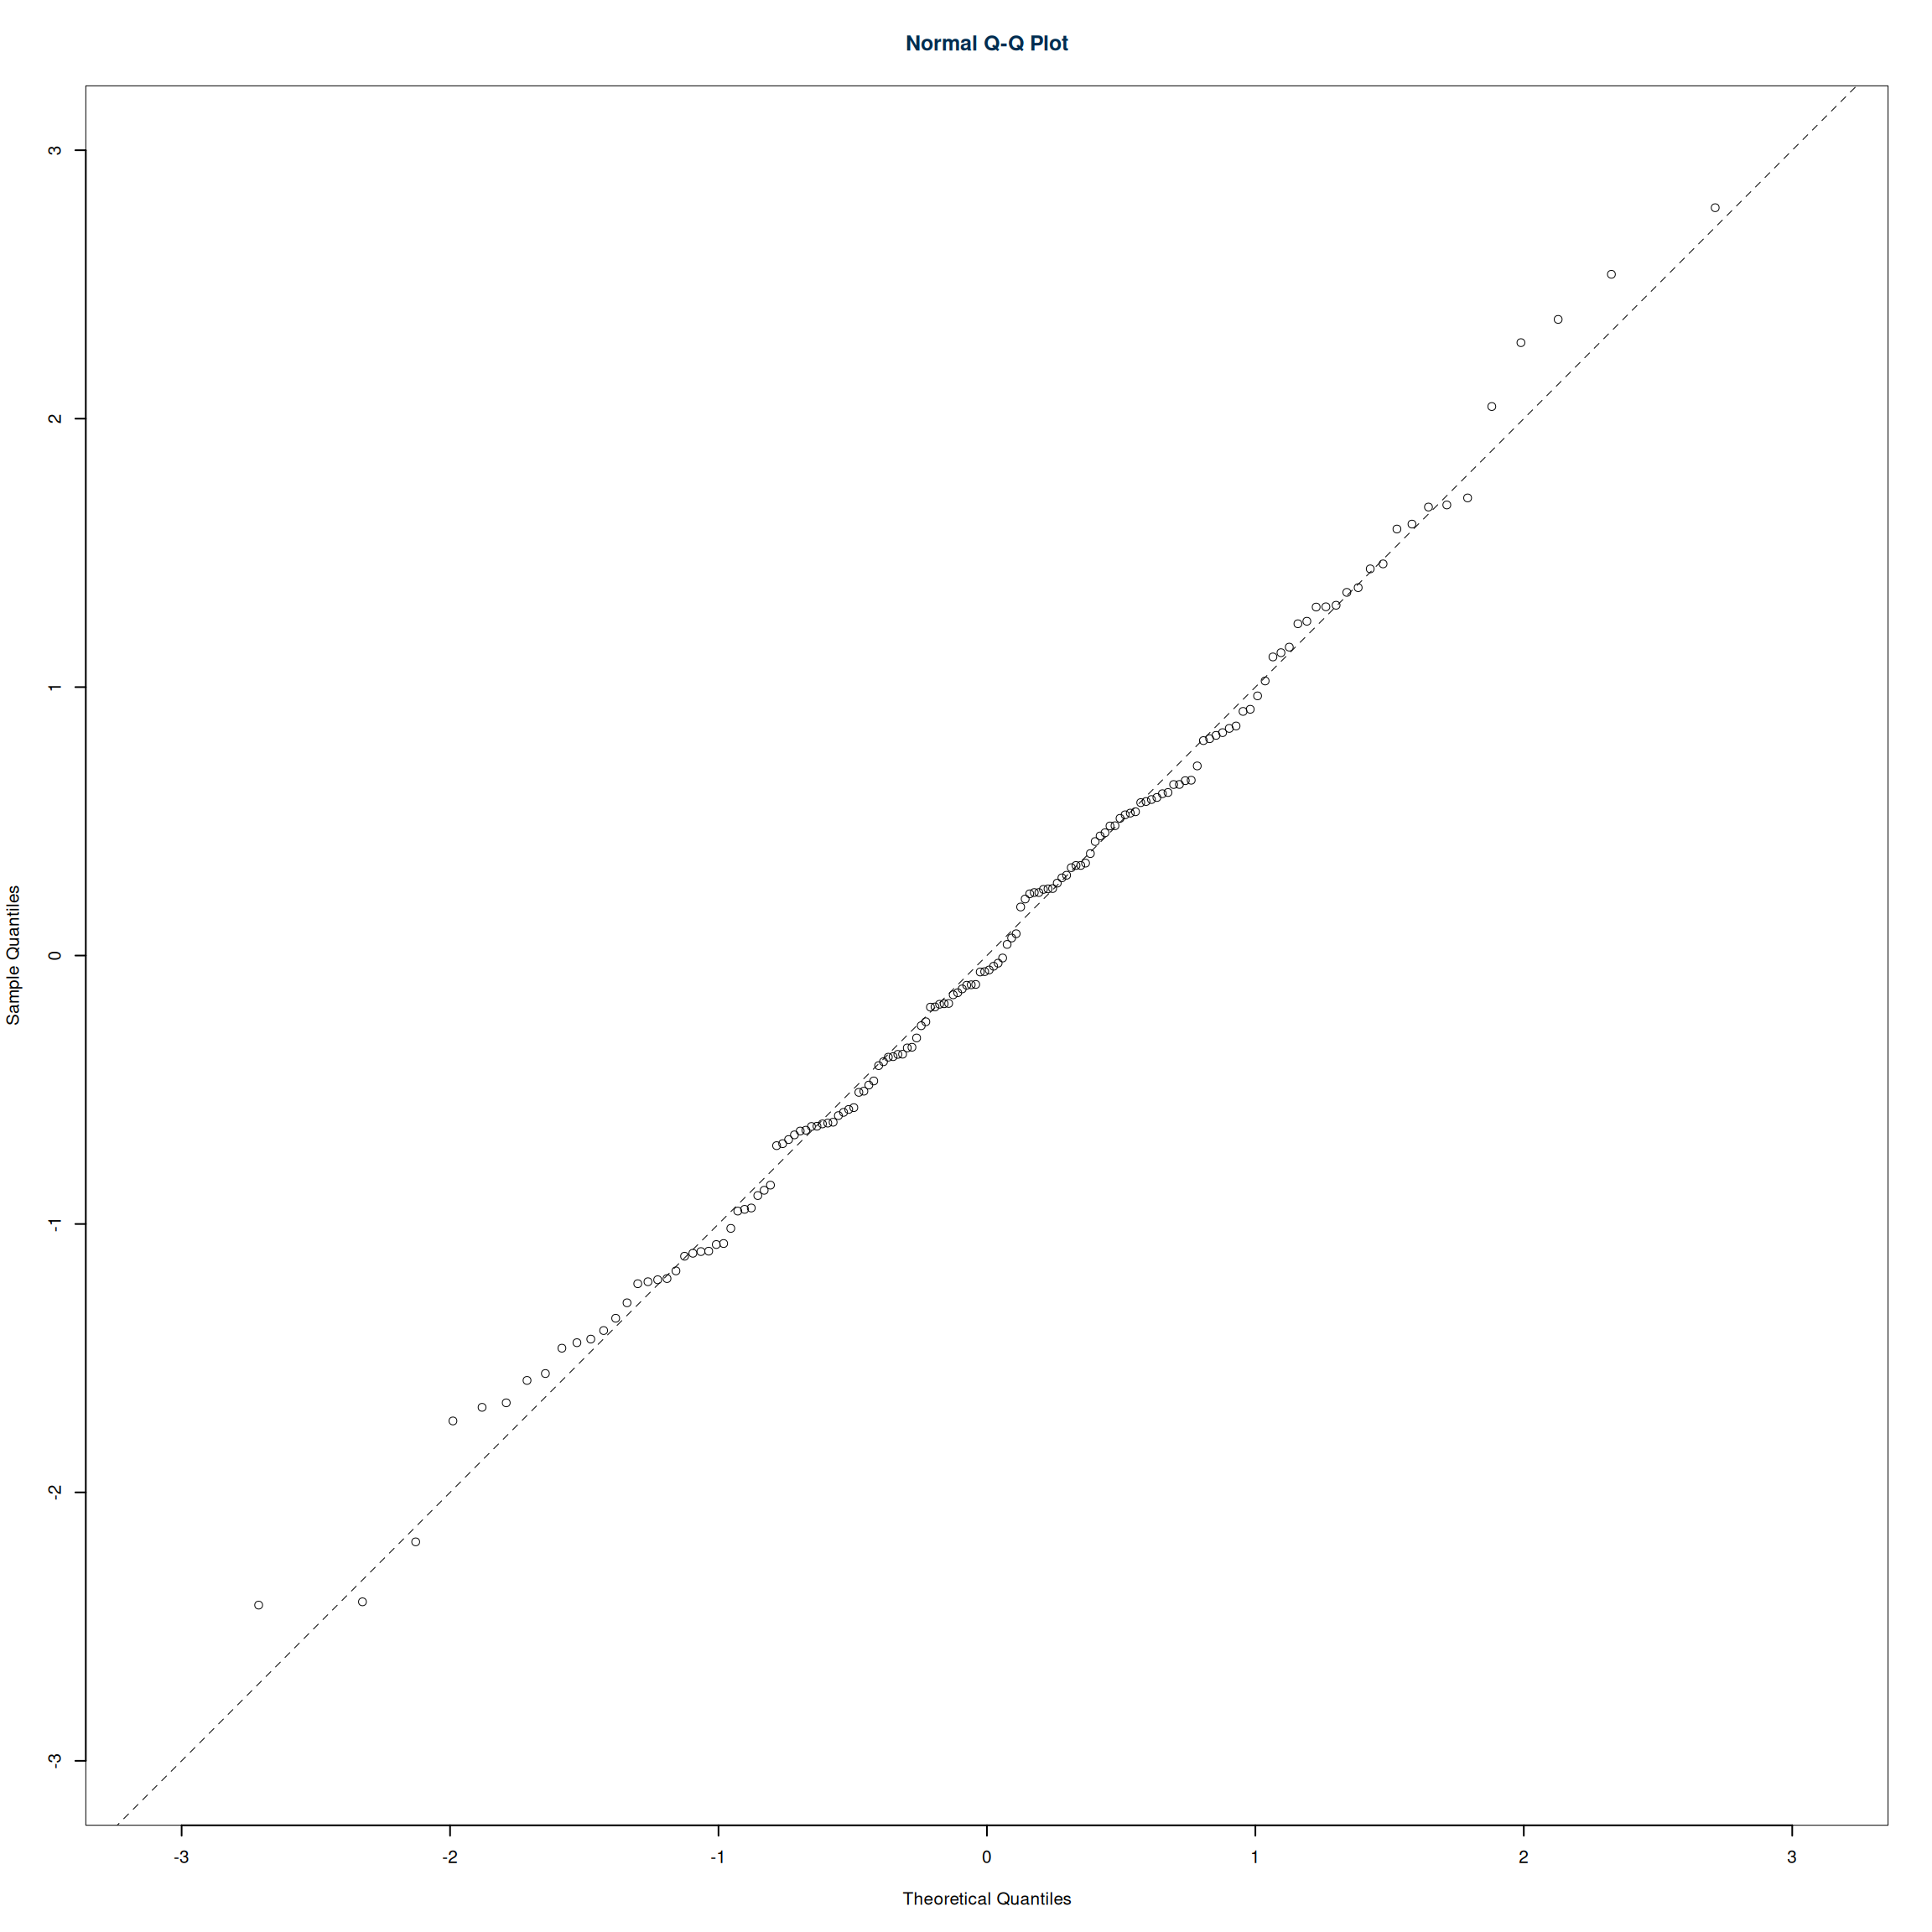 Normal Q-Q Plot
3
2
1
0
-1
-2
-3
Sample Quantiles
-3 -2 -1 0 1 2 3
Theoretical Quantiles